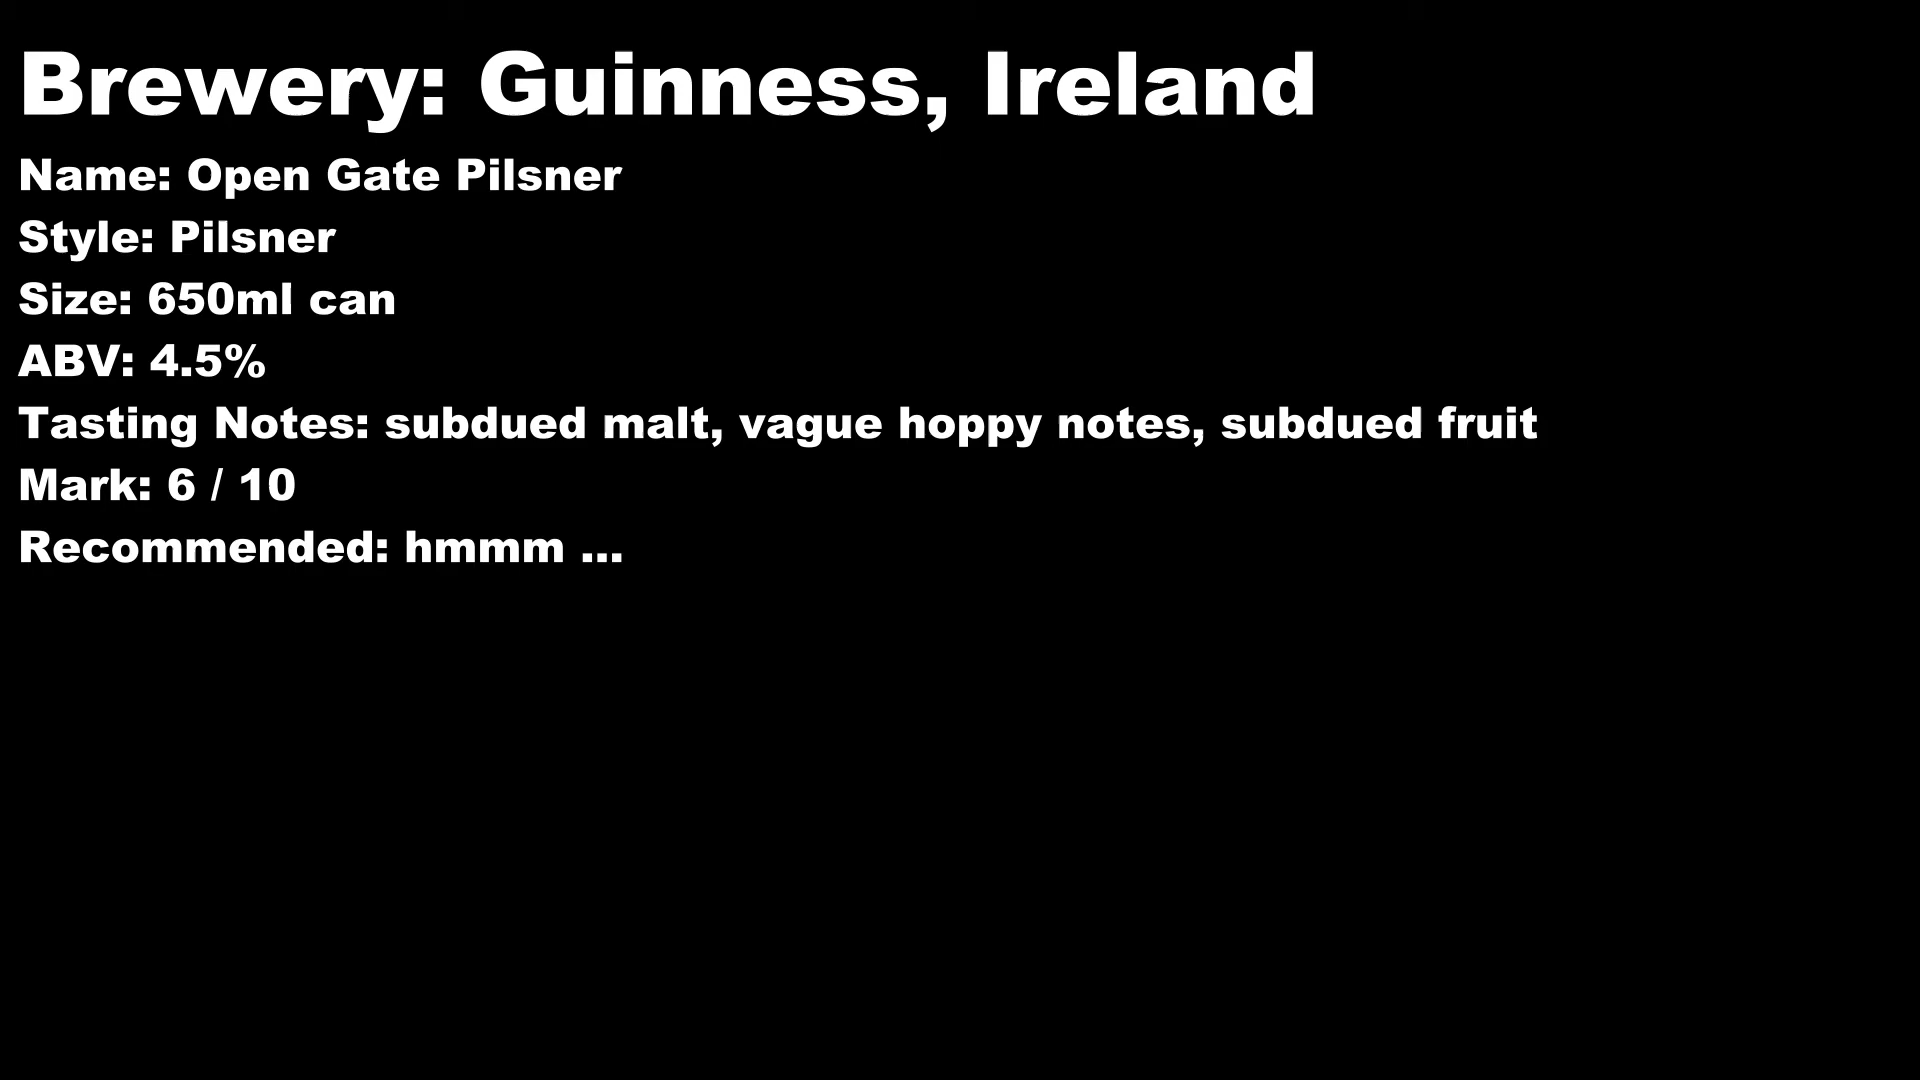 Brewery: Guinness, Ireland
Name: Open Gate Pilsner
Style: Pilsner
Size: 650ml can
ABV: 4.5%
Tasting Notes: subdued malt, vague hoppy notes, subdued fruit
Mark: 6 / 10
Recommended: hmmm ...